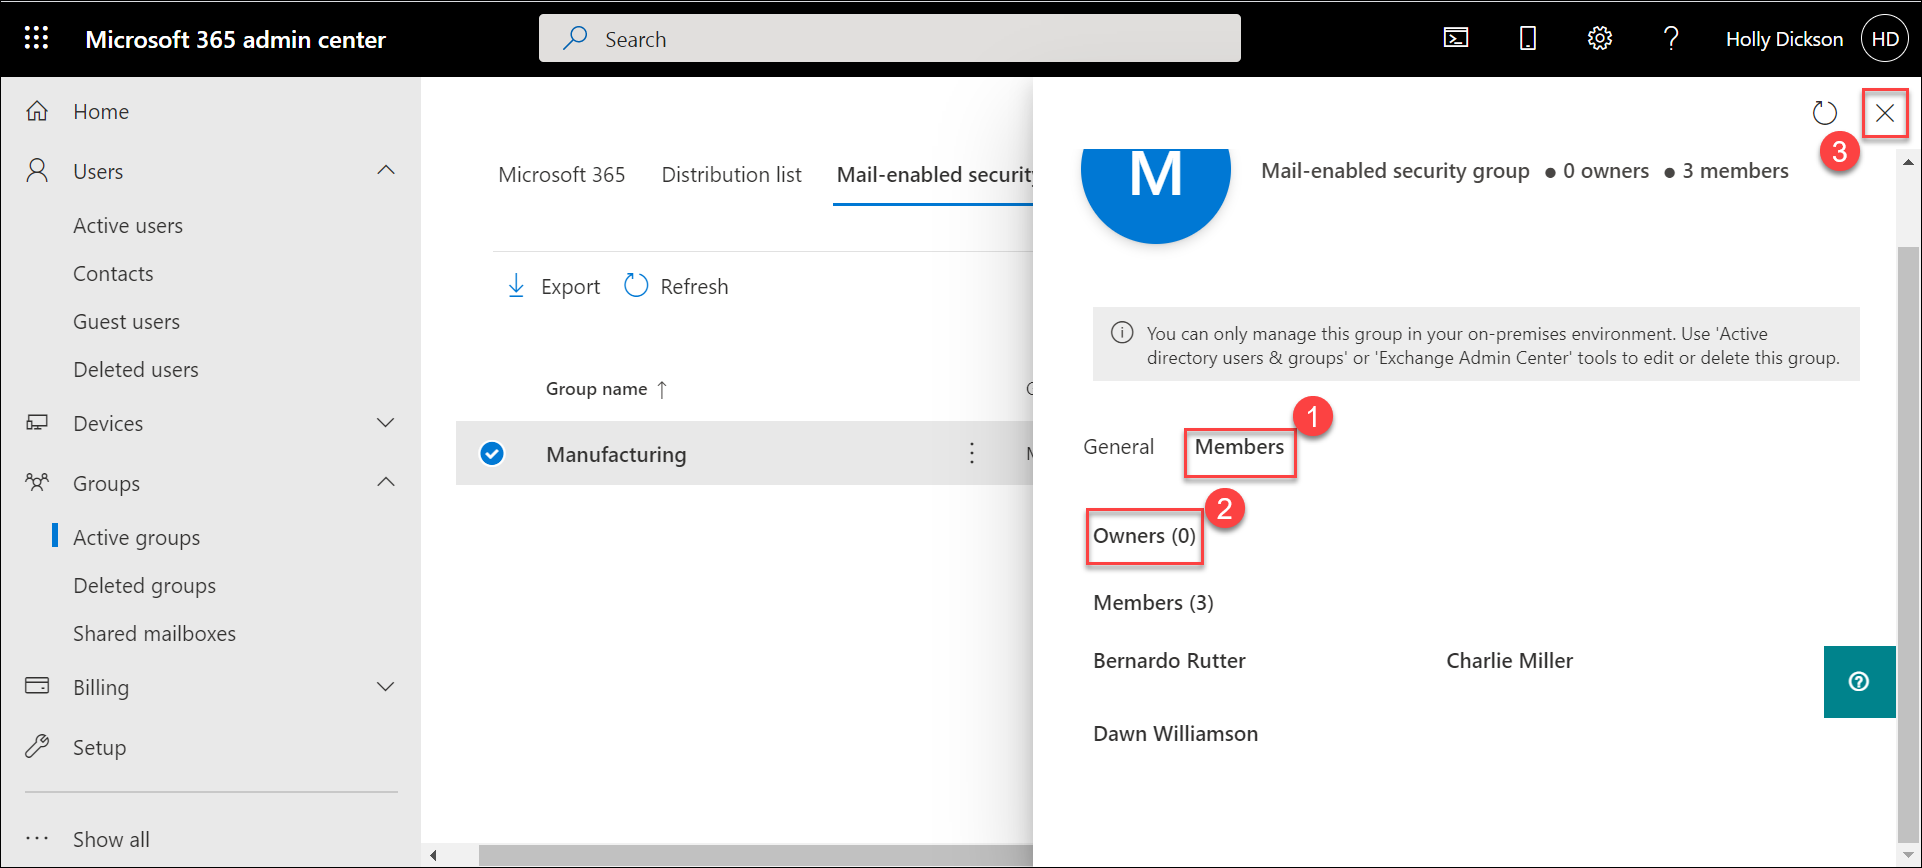 Microsoft 365 admin center
Search
Holly Dickson
HD
Home
Users
Active users
Contacts
Guest users
Deleted users
Devices
Groups
Active groups
Deleted groups
Shared mailboxes
Billing
Setup
Show all
Microsoft 365 Distribution list Mail-enabled securit
Export Refresh
Group name ↑
Manufacturing
3
M
Mail-enabled security group ● 0 owners ● 3 members
You can only manage this group in your on-premises environment. Use 'Active
directory users & groups' or 'Exchange Admin Center' tools to edit or delete this group.
1
General Members
2
Owners (0)
Members (3)
Bernardo Rutter Charlie Miller
Dawn Williamson